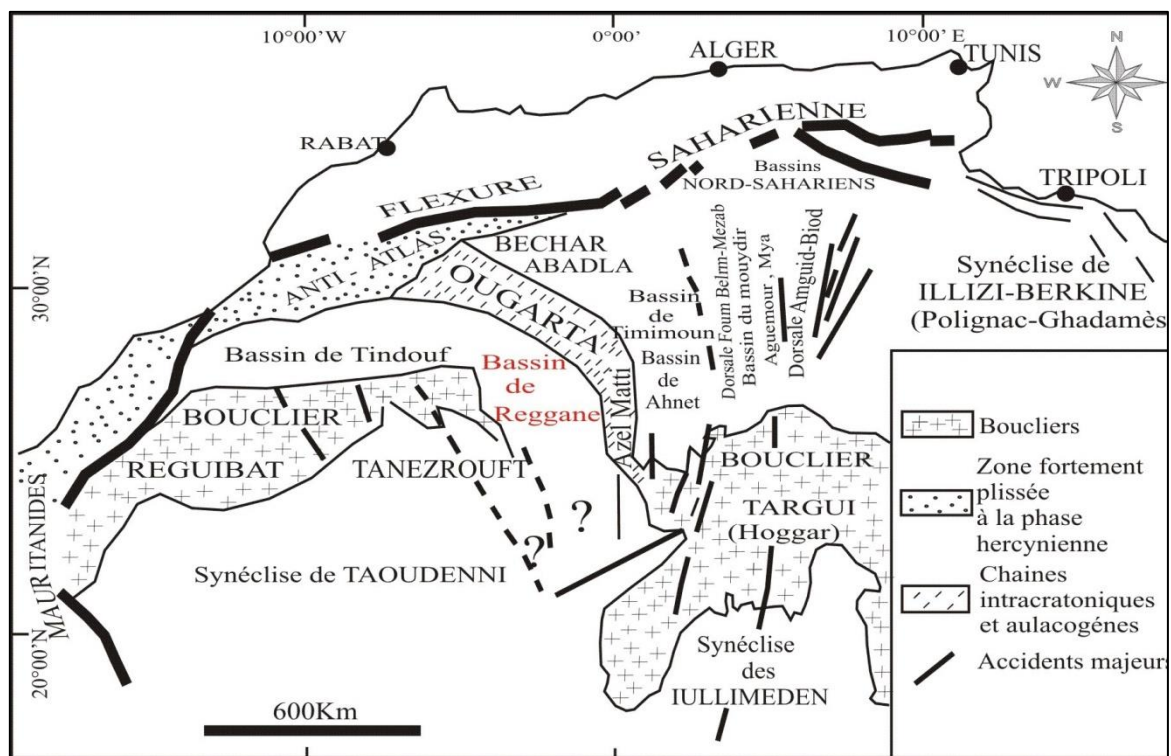 10°00'W
0°00'
10°00' E
ALGER
TUNIS
N
W
E
S
RABAT
FLEXURE
SAHARIENNE
Bassins
NORD-SAHARIENS
TRIPOLI
30°00'N
ANTI - ATLAS
BECHAR
ABADLA
OUGARTA
Azel Matti
Bassin
de
Timimoun
Bassin
de
Ahnet
Dorsale Foum Belrm-Mezab
Bassin du mouydir
Aguemour , Mya
Dorsale Amguid-Biod
Synéclise de
ILLIZI-BERKINE
(Polignac-Ghadamès)
Bassin de Tindouf
Bassin
de
Reggane
BOUCLIER
REGUIBAT
TANEZROUFT
BOUCLIER
TARGUI
(Hoggar)
?
?
MAURITANIDES
Synéclise de TAOUDENNI
20°00'N
Synéclise
des
IULLIMEDEN
600Km
Boucliers
Zone fortement
plissée
à la phase
hercynienne
Chaines
intracratoniques
et aulacogénes
Accidents majeurs